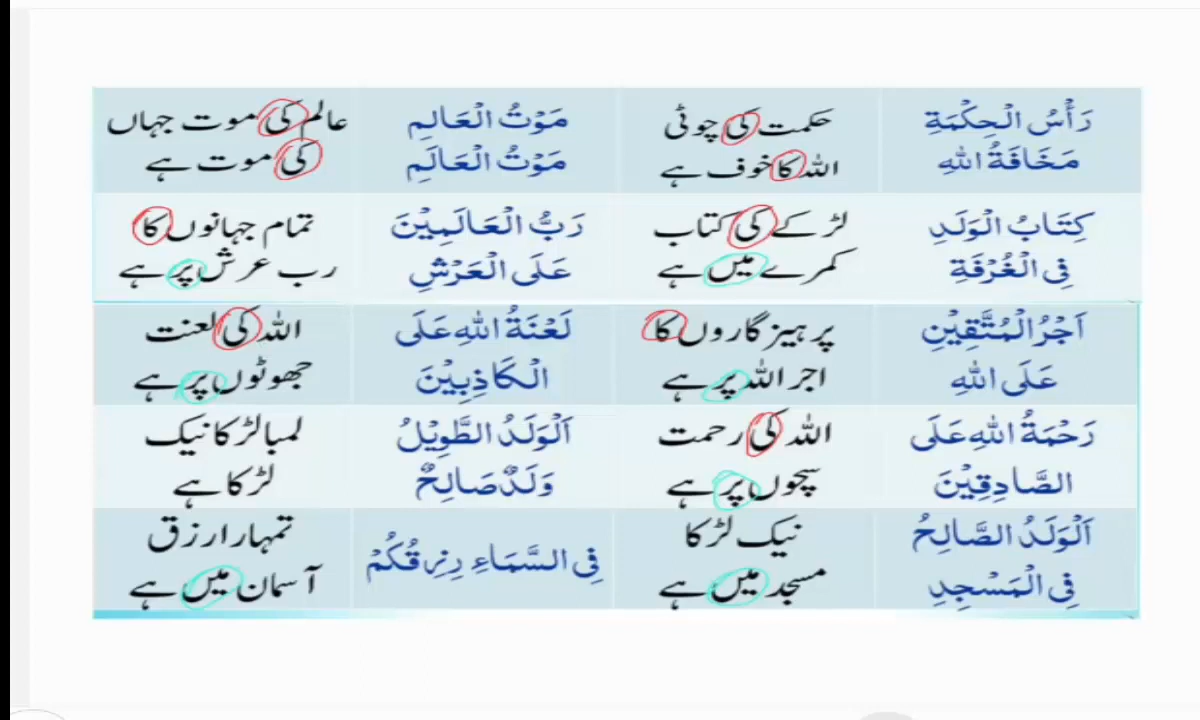 رَأْسُ الْحِكْمَةِ
مَخَافَةُ اللهِ
حکمت کی چوٹی
اللہ کا خوف ہے
مَوْتُ الْعَالِمِ
مَوْتُ الْعَالَمِ
عالم کی موت جہاں
کی موت ہے
كِتَابُ الْوَلَدِ
فِی الْغُرْفَةِ
لڑکے کی کتاب
کمرے میں ہے
رَبُّ الْعَالَمِيْنَ
عَلَى الْعَرْشِ
تمام جہانوں کا
رب عرش پر ہے
اَجْرُ الْمُتَّقِيْنِ
عَلَى اللهِ
پرہیزگاروں کا
اجر اللہ پر ہے
لَعْنَةُ اللهِ عَلَى
الْكَاذِبِيْنَ
اللہ کی لعنت
جھوٹوں پر ہے
رَحْمَةُ اللهِ عَلَى
الصَّادِقِيْنَ
اللہ کی رحمت
سچوں پر ہے
اَلْوَلَدُ الطَّوِيْلُ
وَلَدٌ صَالِحٌ
لمبا لڑکا نیک
لڑکا ہے
اَلْوَلَدُ الصَّالِحُ
فِی الْمَسْجِدِ
نیک لڑکا
مسجد میں ہے
فِی السَّمَاءِ رِزْقُكُمْ
تمہارا رزق
آسمان میں ہے